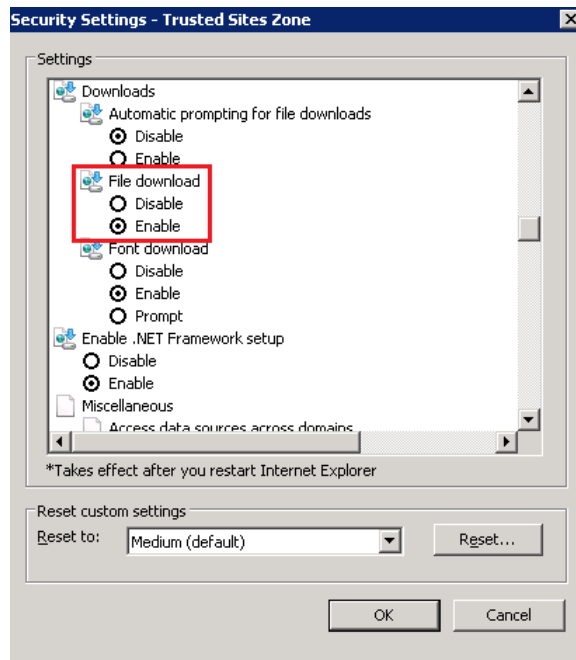 Security Settings - Trusted Sites Zone
Settings
Downloads
Automatic prompting for file downloads
Disable
Enable
File download
Disable
Enable
Font download
Disable
Enable
Prompt
Enable .NET Framework setup
Disable
Enable
Miscellaneous
Access data sources across domains
*Takes effect after you restart Internet Explorer
Reset custom settings
Reset to:
Medium (default)
Reset...
OK
Cancel